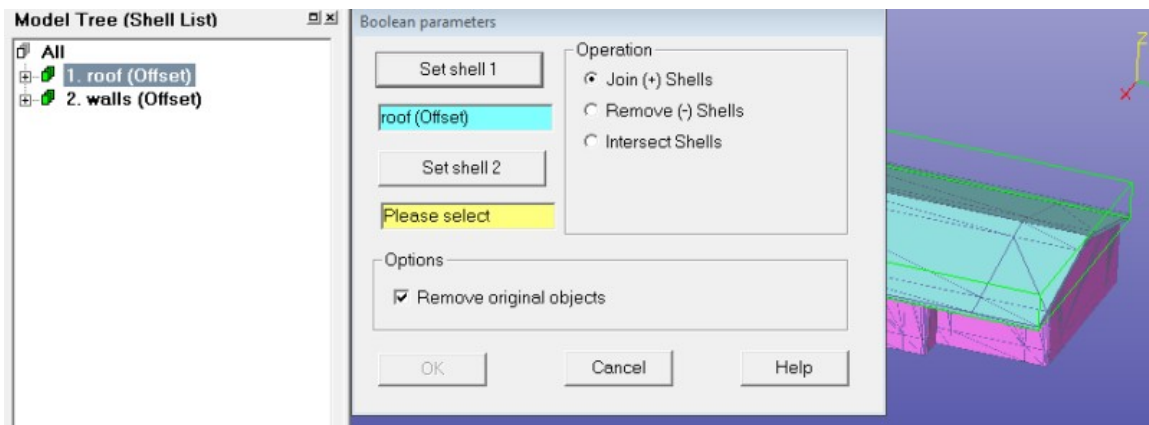 Model Tree (Shell List)
All
1. roof (Offset)
2. walls (Offset)
Boolean parameters
Set shell 1
roof (Offset)
Set shell 2
Please select
Operation
Join (+) Shells
Remove (-) Shells
Intersect Shells
Options
Remove original objects
OK
Cancel
Help
Z
X